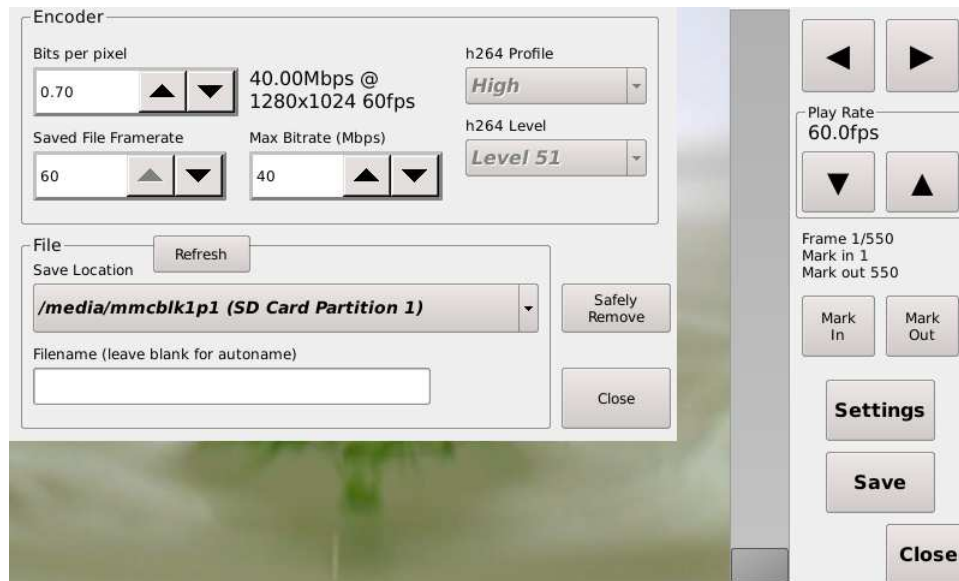 Encoder
Bits per pixel
0.70
40.00Mbps @
1280x1024 60fps
h264 Profile
High
Saved File Framerate
60
Max Bitrate (Mbps)
40
h264 Level
Level 51
File
Refresh
Save Location
/media/mmcblk1p1 (SD Card Partition 1)
Safely
Remove
Filename (leave blank for autoname)
Close
Play Rate
60.0fps
Frame 1/550
Mark in 1
Mark out 550
Mark
In
Mark
Out
Settings
Save
Close